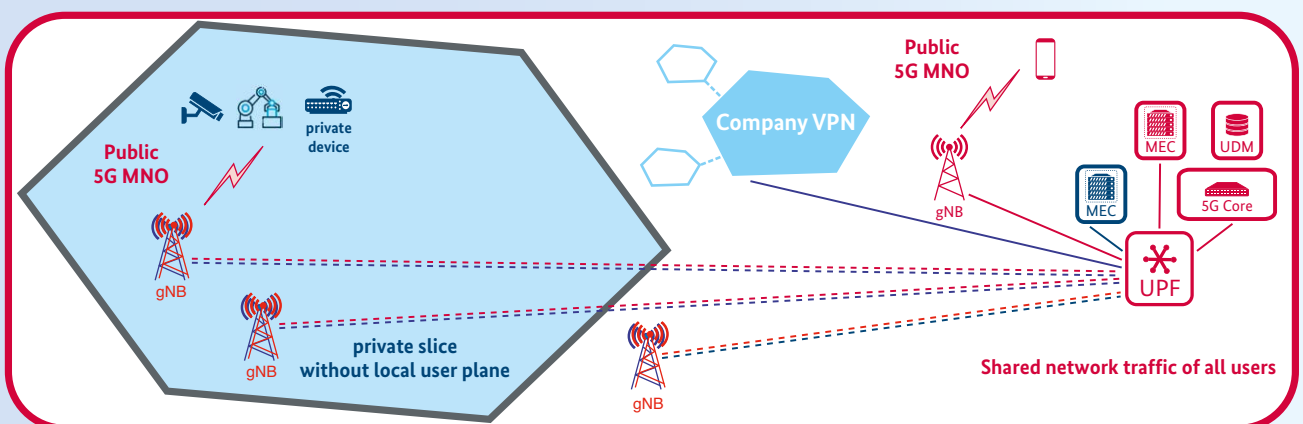 Public
5G MNO
private
device
gNB
gNB
private slice
without local user plane
Company VPN
Public
5G MNO
gNB
gNB
MEC
UDM
MEC
5G Core
UPF
Shared network traffic of all users